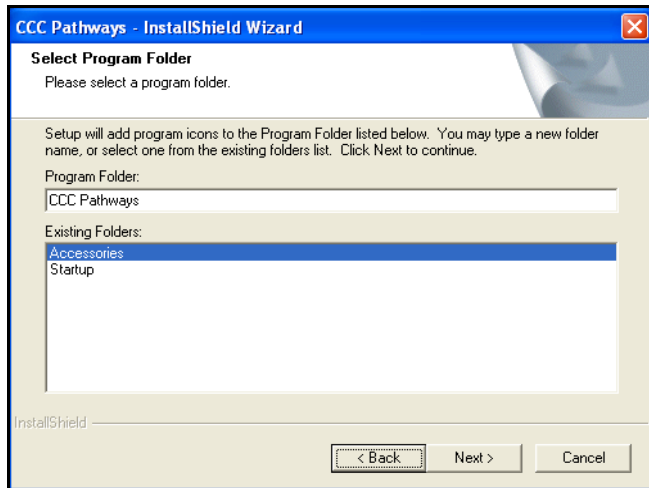 CCC Pathways - InstallShield Wizard
Select Program Folder
Please select a program folder.
Setup will add program icons to the Program Folder listed below.  You may type a new folder
name, or select one from the existing folders list.  Click Next to continue.
Program Folder:
CCC Pathways
Existing Folders:
Accessories
Startup
InstallShield
< Back
Next >
Cancel